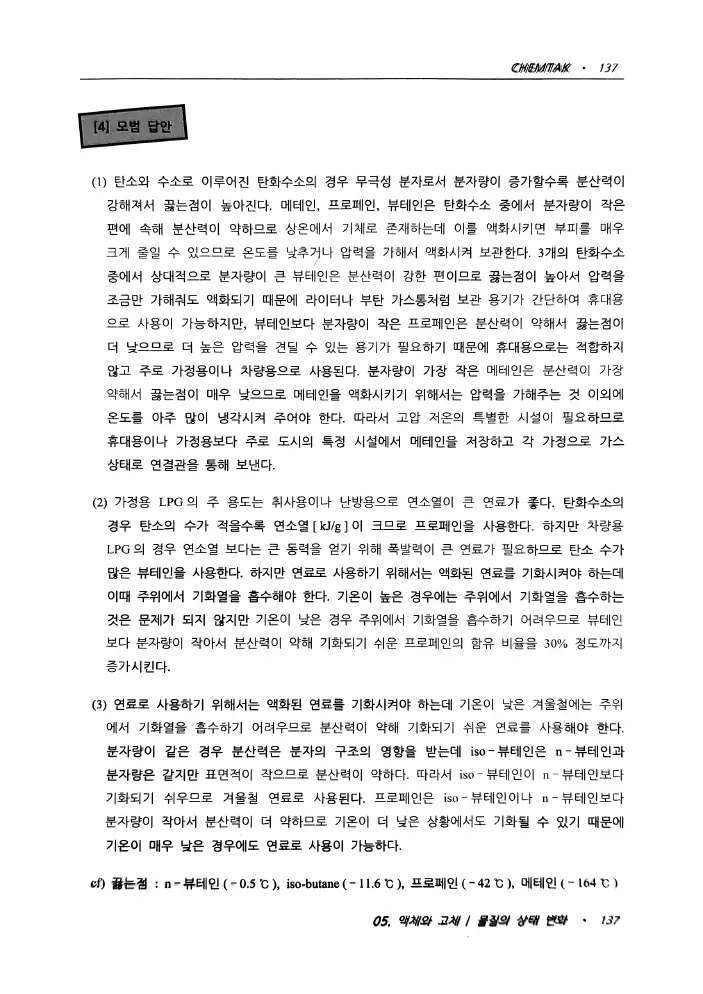 CHEMTAK • 137
[4] 모범 답안
(1) 탄소와 수소로 이루어진 탄화수소의 경우 무극성 분자로서 분자량이 증가할수록 분산력이
강해져서 끓는점이 높아진다. 메테인, 프로페인, 뷰테인은 탄화수소 중에서 분자량이 작은
편에 속해 분산력이 약하므로 상온에서 기체로 존재하는데 이를 액화시키면 부피를 매우
크게 줄일 수 있으므로 온도를 낮추거나 압력을 가해서 액화시켜 보관한다. 3개의 탄화수소
중에서 상대적으로 분자량이 큰 뷰테인은 분산력이 강한 편이므로 끓는점이 높아서 압력을
조금만 가해줘도 액화되기 때문에 라이터나 부탄 가스통처럼 보관 용기가 간단하여 휴대용
으로 사용이 가능하지만, 뷰테인보다 분자량이 작은 프로페인은 분산력이 약해서 끓는점이
더 낮으므로 더 높은 압력을 견딜 수 있는 용기가 필요하기 때문에 휴대용으로는 적합하지
않고 주로 가정용이나 차량용으로 사용된다. 분자량이 가장 작은 메테인은 분산력이 가장
약해서 끓는점이 매우 낮으므로 메테인을 액화시키기 위해서는 압력을 가해주는 것 이외에
온도를 아주 많이 냉각시켜 주어야 한다. 따라서 고압 저온의 특별한 시설이 필요하므로
휴대용이나 가정용보다 주로 도시의 특정 시설에서 메테인을 저장하고 각 가정으로 가스
상태로 연결관을 통해 보낸다.
(2) 가정용 LPG의 주 용도는 취사용이나 난방용으로 연소열이 큰 연료가 좋다. 탄화수소의
경우 탄소의 수가 적을수록 연소열 [ kJ/g ] 이 크므로 프로페인을 사용한다. 하지만 차량용
LPG의 경우 연소열 보다는 큰 동력을 얻기 위해 폭발력이 큰 연료가 필요하므로 탄소 수가
많은 뷰테인을 사용한다. 하지만 연료로 사용하기 위해서는 액화된 연료를 기화시켜야 하는데
이때 주위에서 기화열을 흡수해야 한다. 기온이 높은 경우에는 주위에서 기화열을 흡수하는
것은 문제가 되지 않지만 기온이 낮은 경우 주위에서 기화열을 흡수하기 어려우므로 뷰테인
보다 분자량이 작아서 분산력이 약해 기화되기 쉬운 프로페인의 함유 비율을 30% 정도까지
증가시킨다.
(3) 연료로 사용하기 위해서는 액화된 연료를 기화시켜야 하는데 기온이 낮은 겨울철에는 주위
에서 기화열을 흡수하기 어려우므로 분산력이 약해 기화되기 쉬운 연료를 사용해야 한다.
분자량이 같은 경우 분산력은 분자의 구조의 영향을 받는데 iso-뷰테인은 n-뷰테인과
분자량은 같지만 표면적이 작으므로 분산력이 약하다. 따라서 iso-뷰테인이 n-뷰테인보다
기화되기 쉬우므로 겨울철 연료로 사용된다. 프로페인은 iso-뷰테인이나 n-뷰테인보다
분자량이 작아서 분산력이 더 약하므로 기온이 더 낮은 상황에서도 기화될 수 있기 때문에
기온이 매우 낮은 경우에도 연료로 사용이 가능하다.
cf) 끓는점 : n-뷰테인 (-0.5 ℃), iso-butane (-11.6 ℃), 프로페인 (-42 ℃), 메테인 (-164 ℃)
05. 액체와 고체 / 물질의 상태 변화 • 137